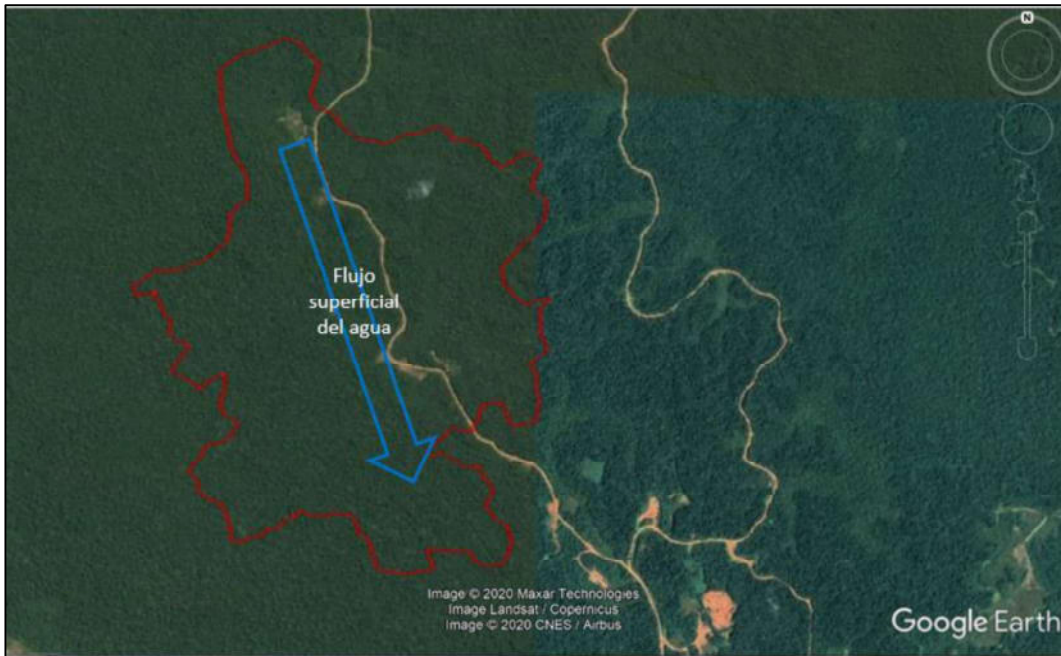 N
Flujo
superficial
del agua
Image © 2020 Maxar Technologies
Image Landsat / Copernicus
Image © 2020 CNES / Airbus
Google Earth